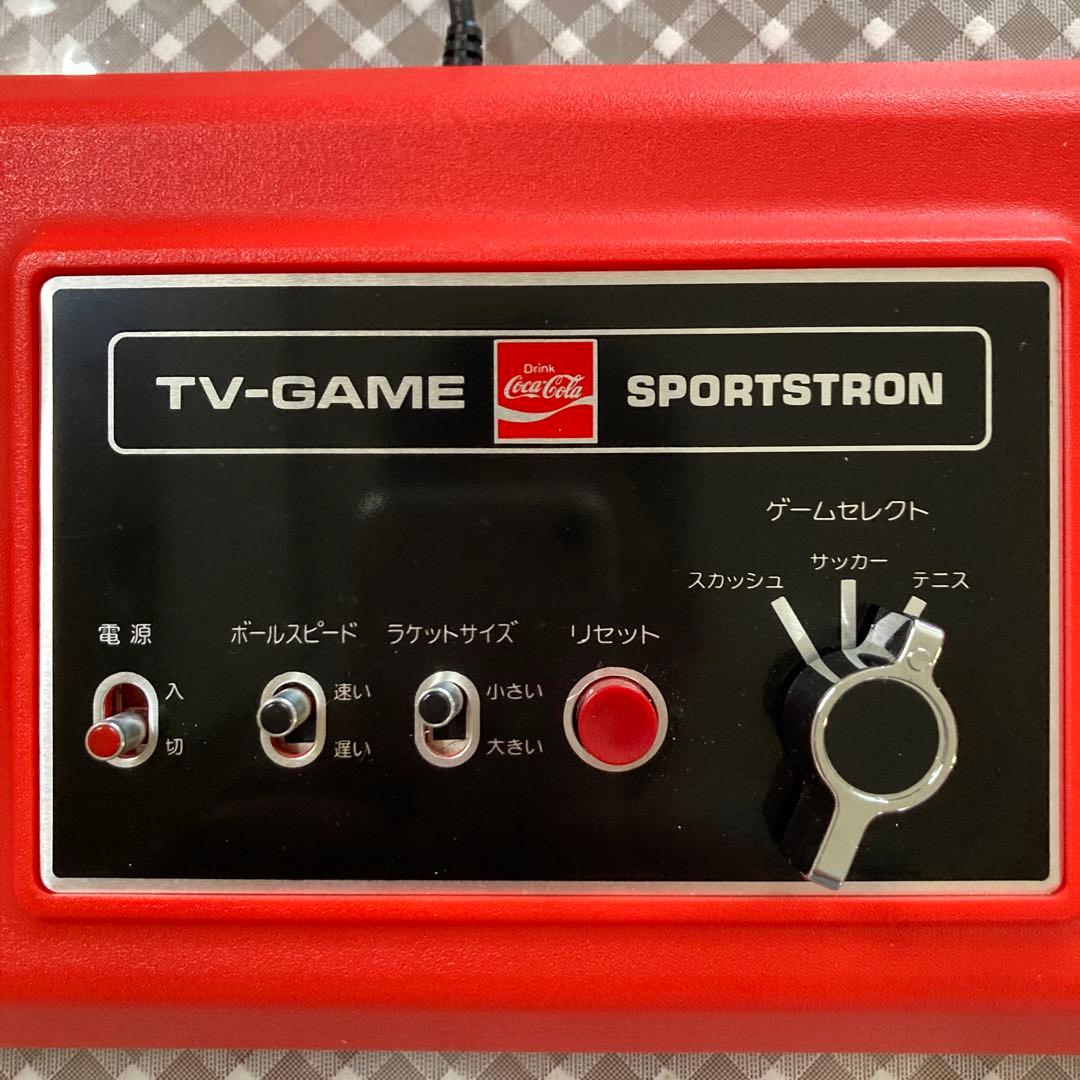 TV-GAME
Drink
Coca-Cola
SPORTSTRON
ゲームセレクト
スカッシュ
サッカー
テニス
電源
入
切
ボールスピード
速い
遅い
ラケットサイズ
小さい
大きい
リセット